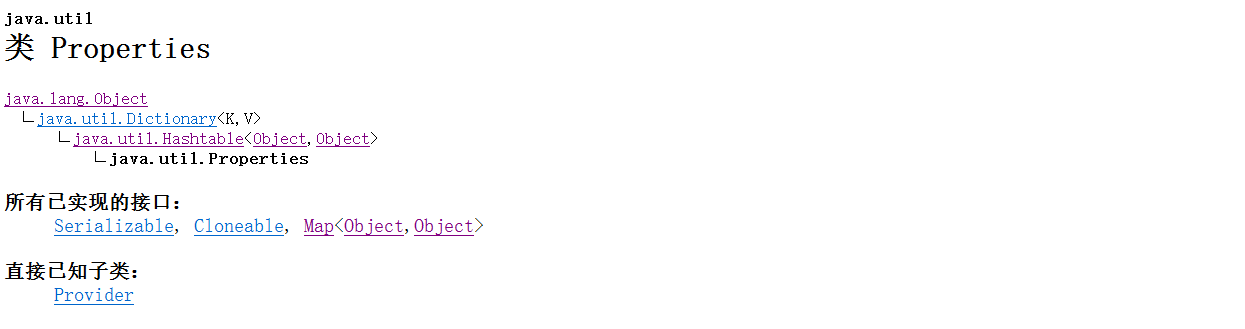 java.util
类 Properties
java.lang.Object
java.util.Dictionary<K,V>
java.util.Hashtable<Object,Object>
java.util.Properties
所有已实现的接口：
Serializable, Cloneable, Map<Object,Object>
直接已知子类：
Provider